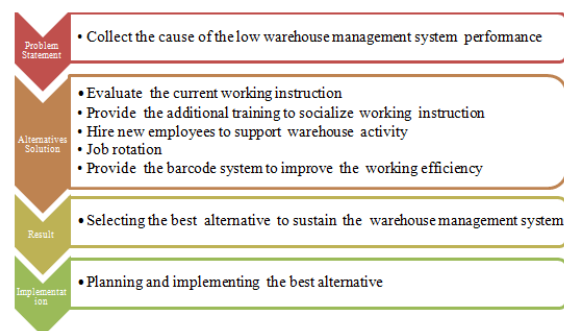 Problem
Statement
• Collect the cause of the low warehouse management system performance
Alternatives
Solution
• Evaluate the current working instruction
• Provide the additional training to socialize working instruction
• Hire new employees to support warehouse activity
• Job rotation
• Provide the barcode system to improve the working efficiency
Result
• Selecting the best alternative to sustain the warehouse management system
Implementat
ion
• Planning and implementing the best alternative